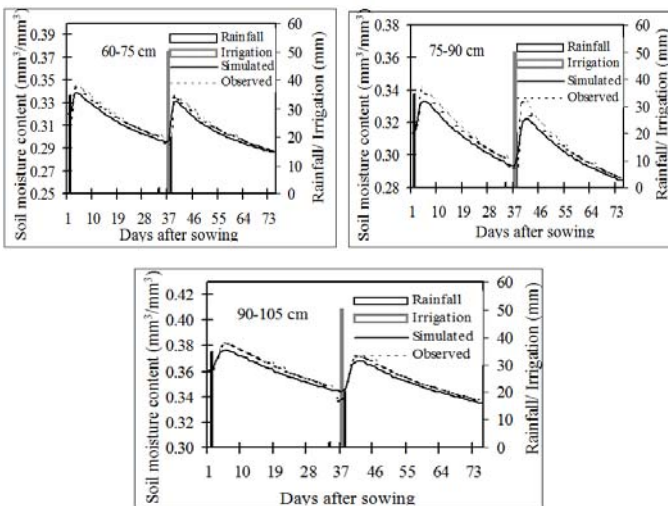 Soil moisture content (mm³/mm³)
0.39
0.37
0.35
0.33
0.31
0.29
0.27
0.25
60-75 cm
Rainfall
Irrigation
Simulated
Observed
60
50
40
30
20
10
0
Rainfall/ Irrigation (mm)
1 10 19 28 37 46 55 64 73
Days after sowing
Soil moisture content (mm³/mm³)
0.38
0.36
0.34
0.32
0.30
0.28
75-90 cm
Rainfall
Irrigation
Simulated
Observed
60
50
40
30
20
10
0
Rainfall/ Irrigation (mm)
1 10 19 28 37 46 55 64 73
Days after sowing
Soil moisture content (mm³/mm³)
0.42
0.40
0.38
0.36
0.34
0.32
0.30
90-105 cm
Rainfall
Irrigation
Simulated
Observed
60
50
40
30
20
10
0
Rainfall/ Irrigation (mm)
1 10 19 28 37 46 55 64 73
Days after sowing